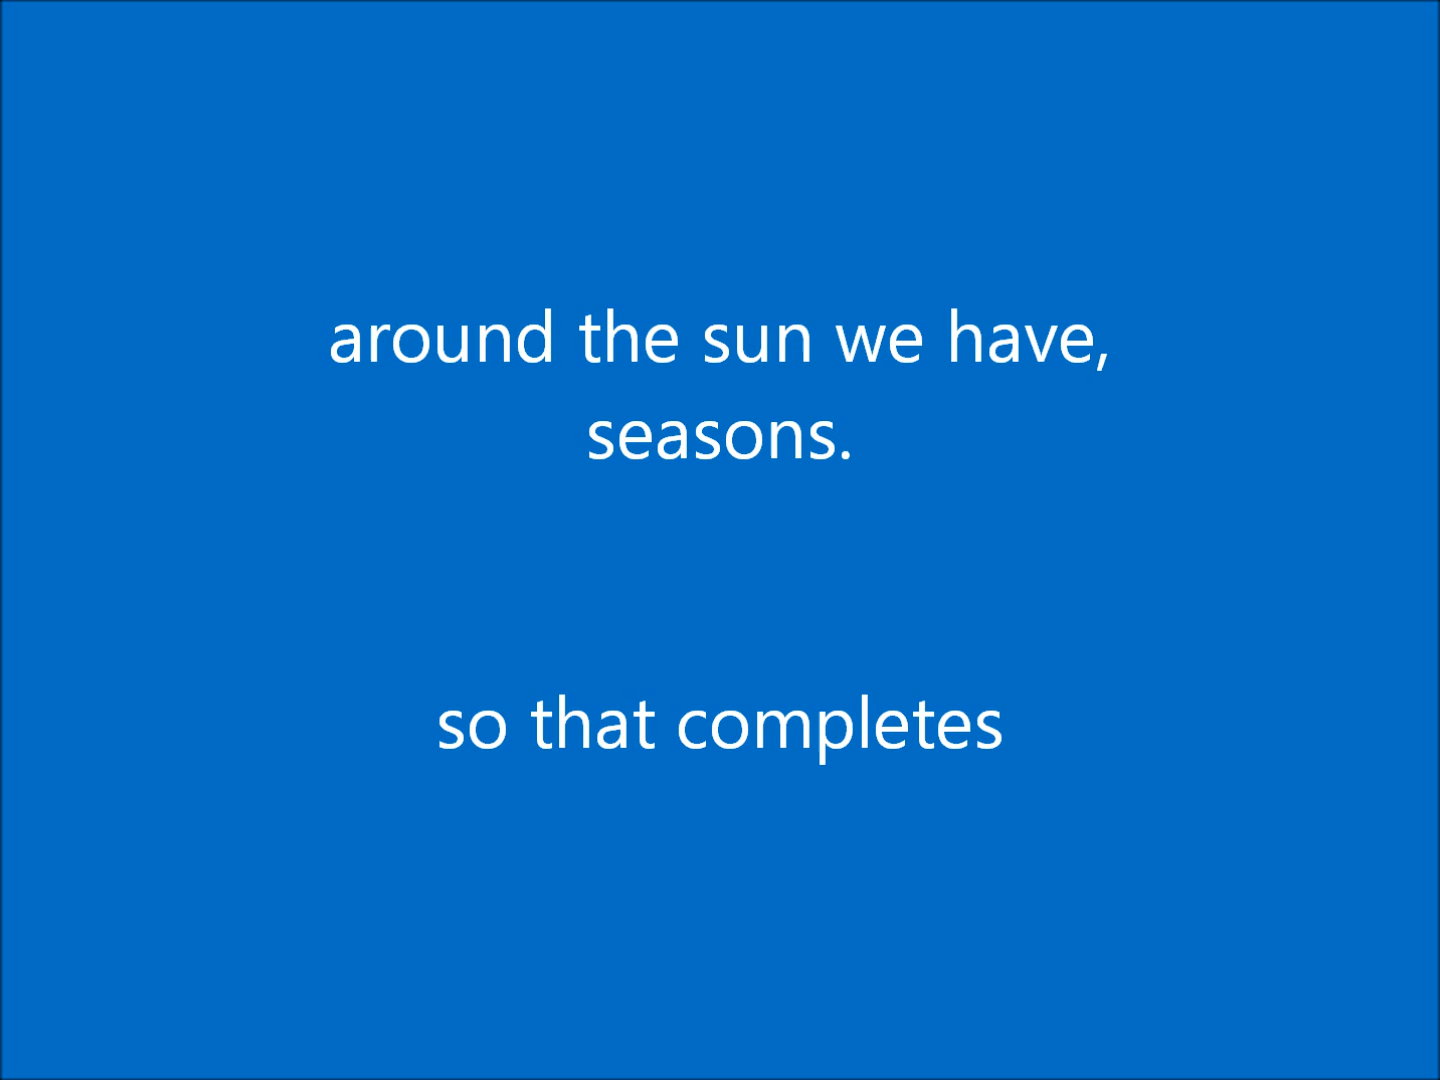 around the sun we have,
seasons.
so that completes